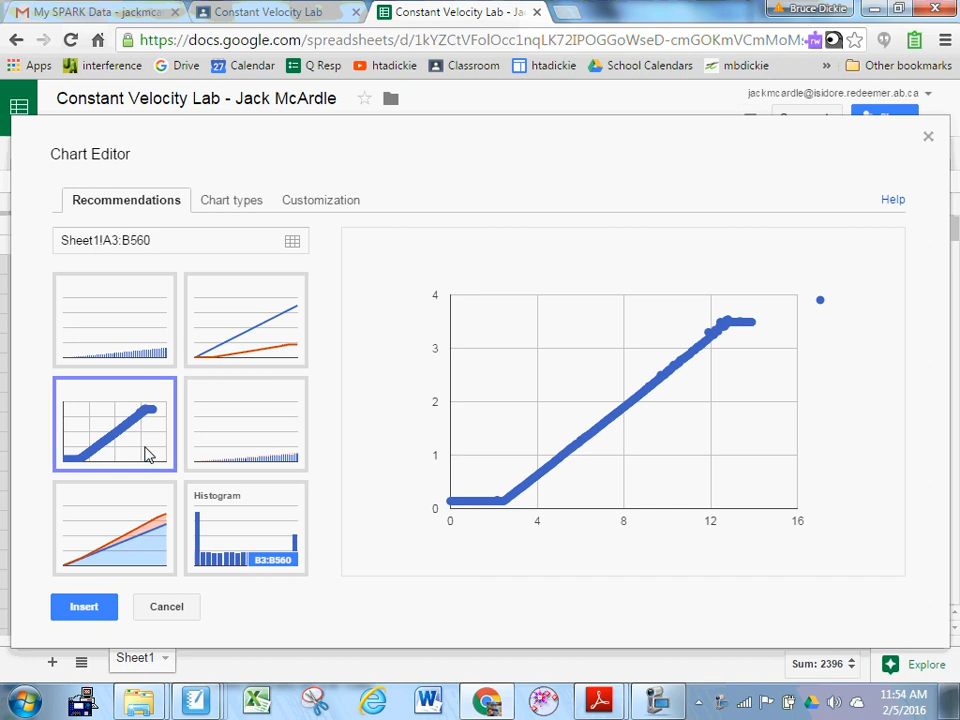 My SPARK Data - jackmca
Constant Velocity Lab
Constant Velocity Lab - Ja
Bruce Dickie
https://docs.google.com/spreadsheets/d/1kYZCtVFolOcc1nqLK72IPOGGoWseD-cmGOKmVCmMoMs
Apps
interference
Drive
27
Calendar
Q Resp
htadickie
Classroom
htadickie
School Calendars
mbdickie
»
Other bookmarks
Constant Velocity Lab - Jack McArdle
jackmcardle@isidore.redeemer.ab.ca
Chart Editor
Recommendations
Chart types
Customization
Help
Sheet1!A3:B560
Histogram
B3:B560
4
3
2
1
0
0
4
8
12
16
Insert
Cancel
Sheet1
Sum: 2396
Explore
11:54 AM
2/5/2016